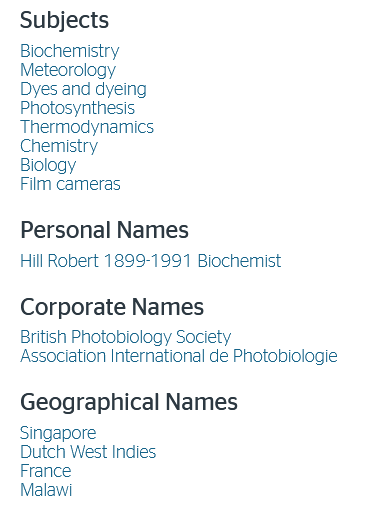 Subjects
Biochemistry
Meteorology
Dyes and dyeing
Photosynthesis
Thermodynamics
Chemistry
Biology
Film cameras
Personal Names
Hill Robert 1899-1991 Biochemist
Corporate Names
British Photobiology Society
Association International de Photobiologie
Geographical Names
Singapore
Dutch West Indies
France
Malawi